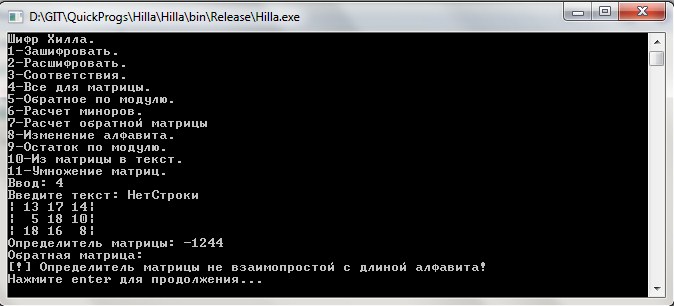 D:\GIT\QuickProgs\Hilla\Hilla\bin\Release\Hilla.exe
Шифр Хилла.
1-Зашифровать.
2-Расшифровать.
3-Соответствия.
4-Все для матрицы.
5-Обратное по модулю.
6-Расчет миноров.
7-Расчет обратной матрицы
8-Изменение алфавита.
9-Остаток по модулю.
10-Из матрицы в текст.
11-Умножение матриц.
Ввод: 4
Введите текст: НетСтроки
¦ 13 17 14¦
¦  5 18 10¦
¦ 18 16  8¦
Определитель матрицы: -1244
Обратная матрица:
[!] Определитель матрицы не взаимопростой с длиной алфавита!
Нажмите enter для продолжения...